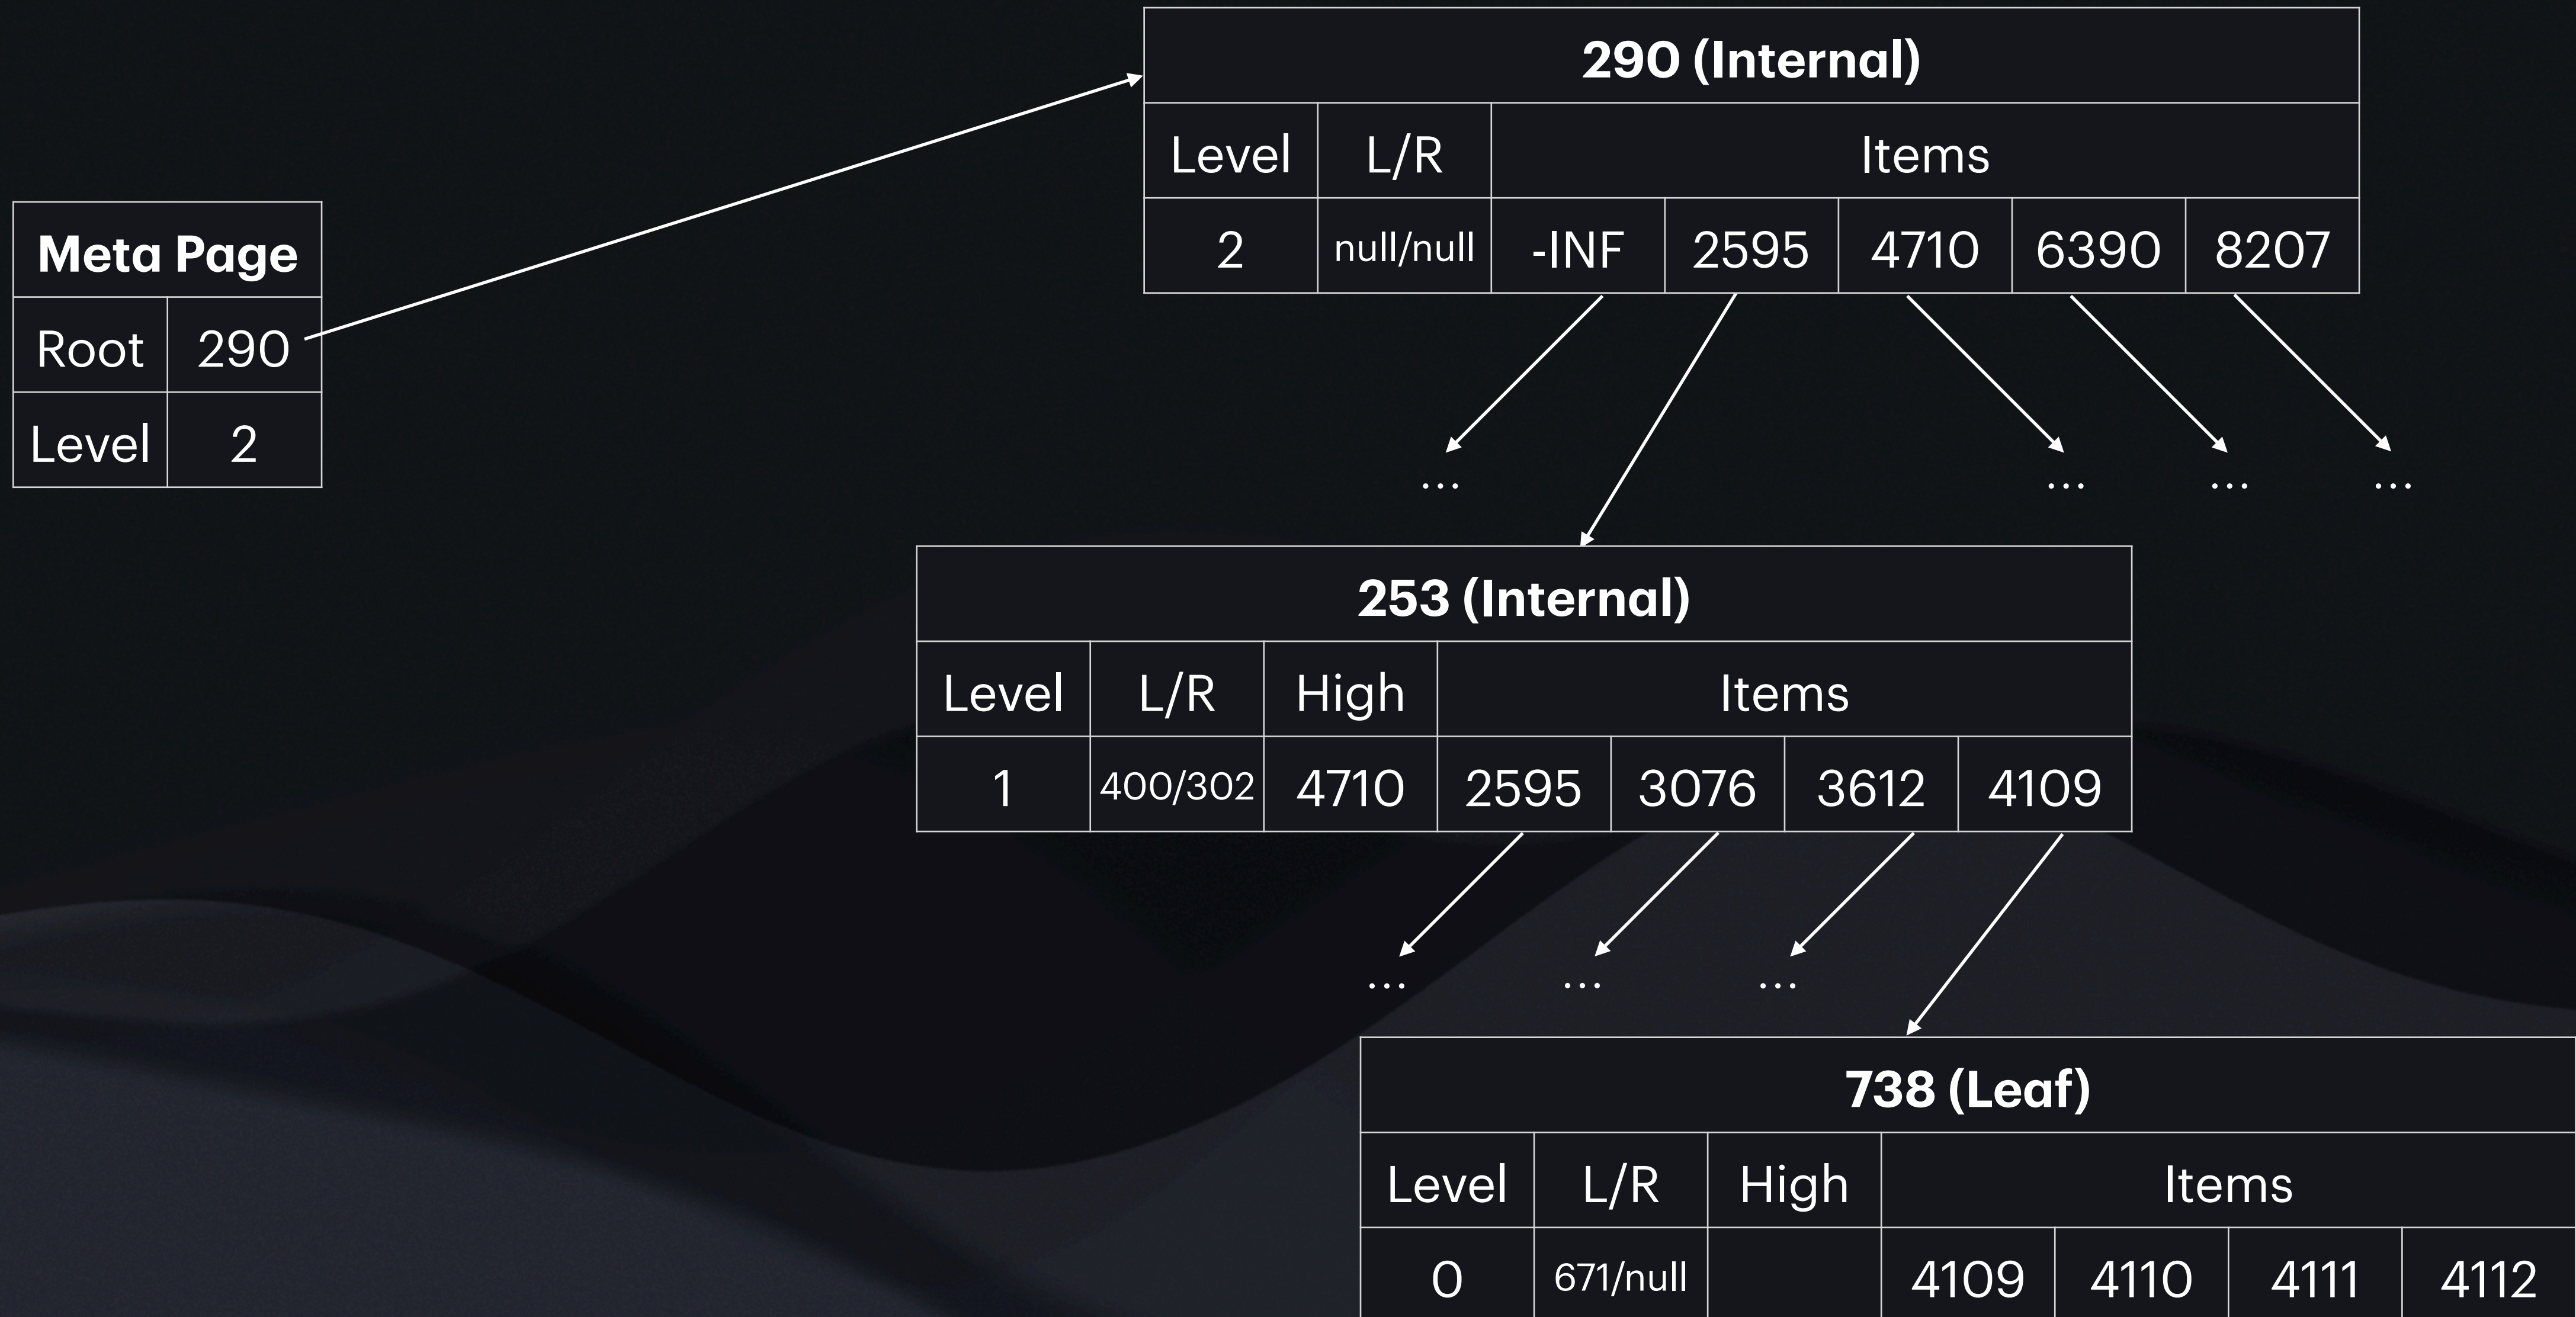 290 (Internal)
Level L/R Items
2 null/null -INF 2595 4710 6390 8207
Meta Page
Root 290
Level 2
... ... ... ...
253 (Internal)
Level L/R High Items
1 400/302 4710 2595 3076 3612 4109
... ... ...
738 (Leaf)
Level L/R High Items
0 671/null 4109 4110 4111 4112